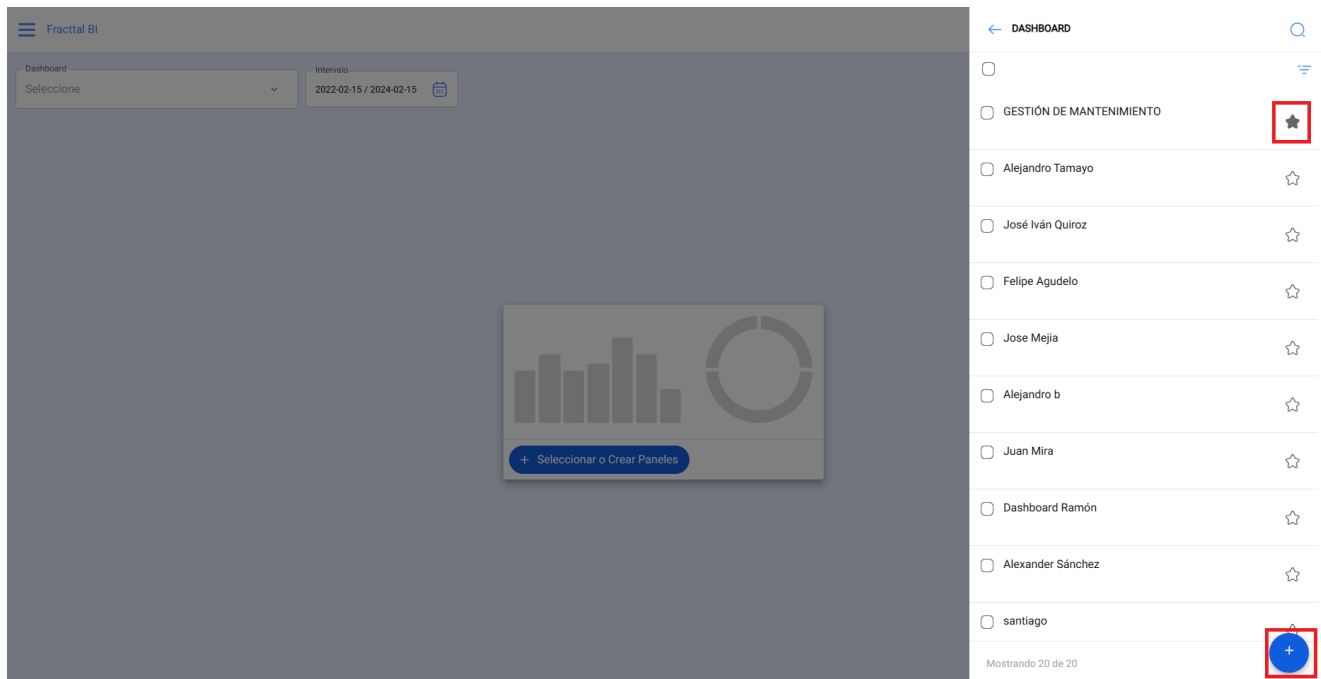 Fracttal BI
Dashboard
Seleccione
Intervalo
2022-02-15 / 2024-02-15
+ Seleccionar o Crear Paneles
DASHBOARD
GESTIÓN DE MANTENIMIENTO
Alejandro Tamayo
José Iván Quiroz
Felipe Agudelo
Jose Mejia
Alejandro b
Juan Mira
Dashboard Ramón
Alexander Sánchez
santiago
Mostrando 20 de 20
+